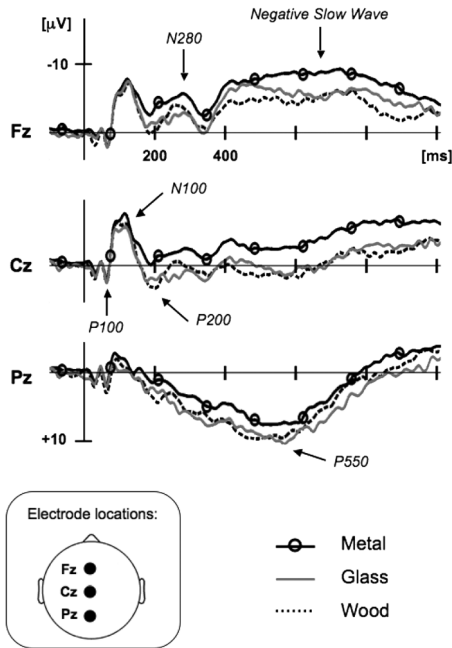 [μV]
Negative Slow Wave
N280
-10
Fz
200 400 [ms]
N100
Cz
P200
P100
Pz
+10
P550
Electrode locations:
Fz
Cz
Pz
Metal
Glass
Wood